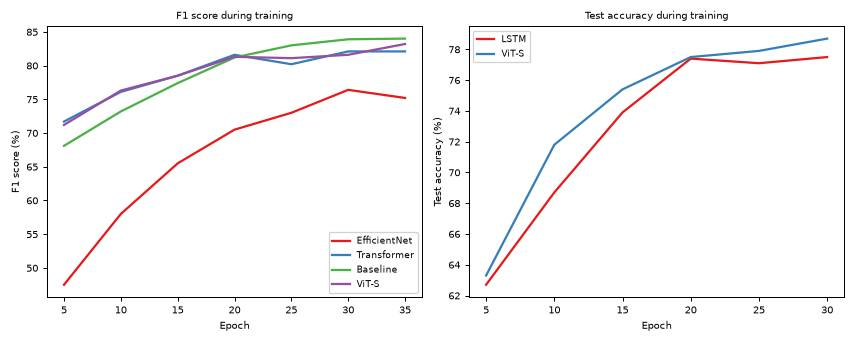 F1 score during training
F1 score (%)
85
80
75
70
65
60
55
50
5 10 15 20 25 30 35
Epoch
EfficientNet
Transformer
Baseline
ViT-S
Test accuracy during training
Test accuracy (%)
78
76
74
72
70
68
66
64
62
5 10 15 20 25 30
Epoch
LSTM
ViT-S